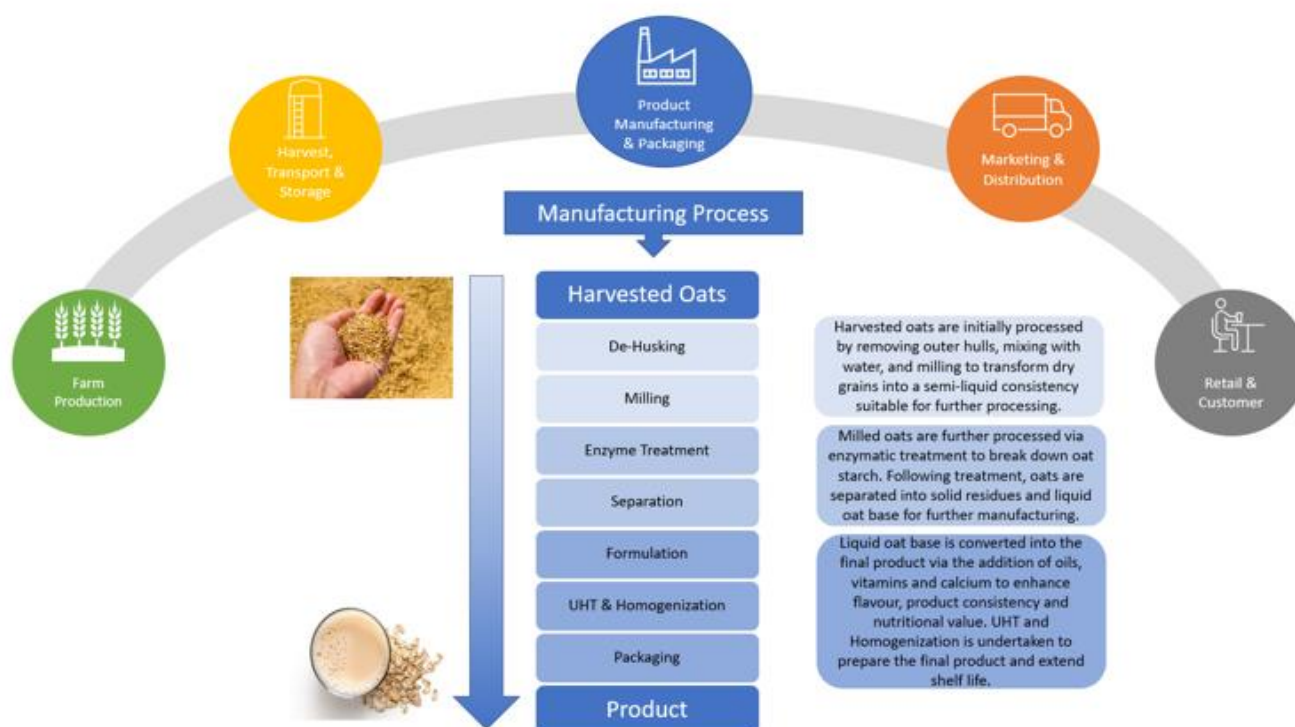 Product
Manufacturing
& Packaging
Harvest,
Transport &
Storage
Marketing &
Distribution
Farm
Production
Retail &
Customer
Manufacturing Process
Harvested Oats
De-Husking
Milling
Enzyme Treatment
Separation
Formulation
UHT & Homogenization
Packaging
Product
Harvested oats are initially processed
by removing outer hulls, mixing with
water, and milling to transform dry
grains into a semi-liquid consistency
suitable for further processing.
Milled oats are further processed via
enzymatic treatment to break down oat
starch. Following treatment, oats are
separated into solid residues and liquid
oat base for further manufacturing.
Liquid oat base is converted into the
final product via the addition of oils,
vitamins and calcium to enhance
flavour, product consistency and
nutritional value. UHT and
Homogenization is undertaken to
prepare the final product and extend
shelf life.